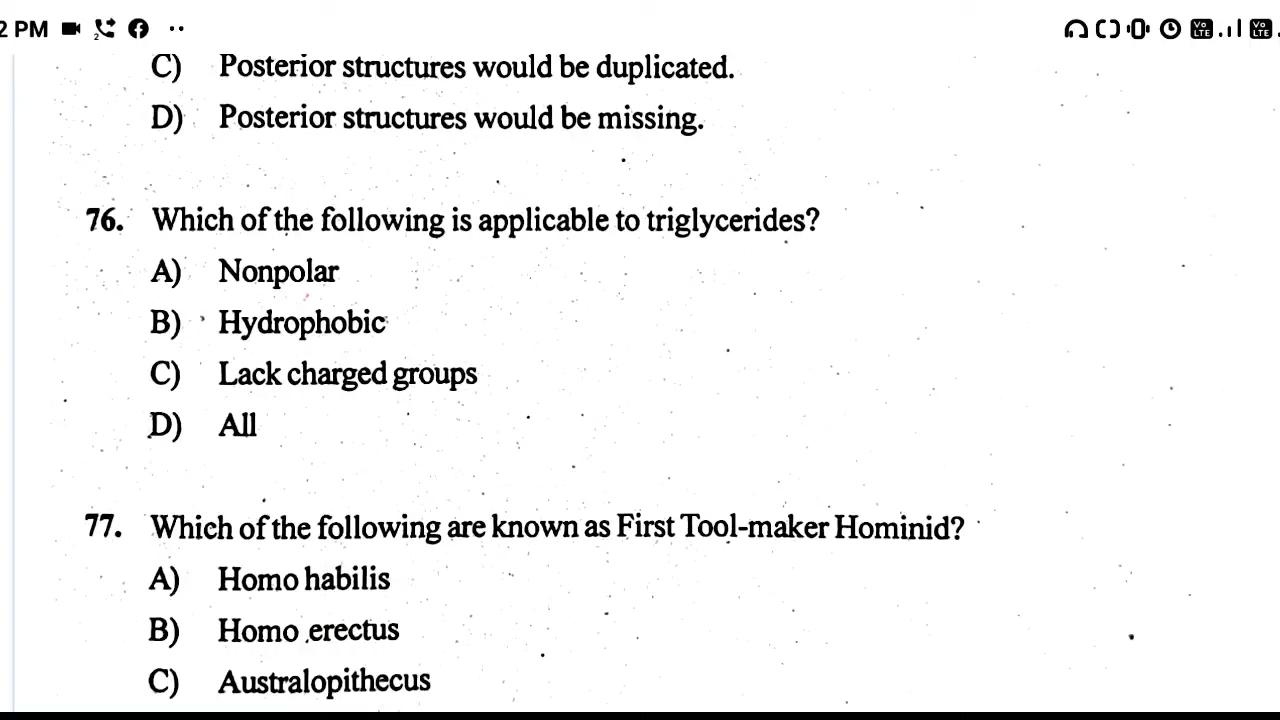 2 PM
C) Posterior structures would be duplicated.
D) Posterior structures would be missing.
76. Which of the following is applicable to triglycerides?
A) Nonpolar
B) Hydrophobic
C) Lack charged groups
D) All
77. Which of the following are known as First Tool-maker Hominid?
A) Homo habilis
B) Homo erectus
C) Australopithecus